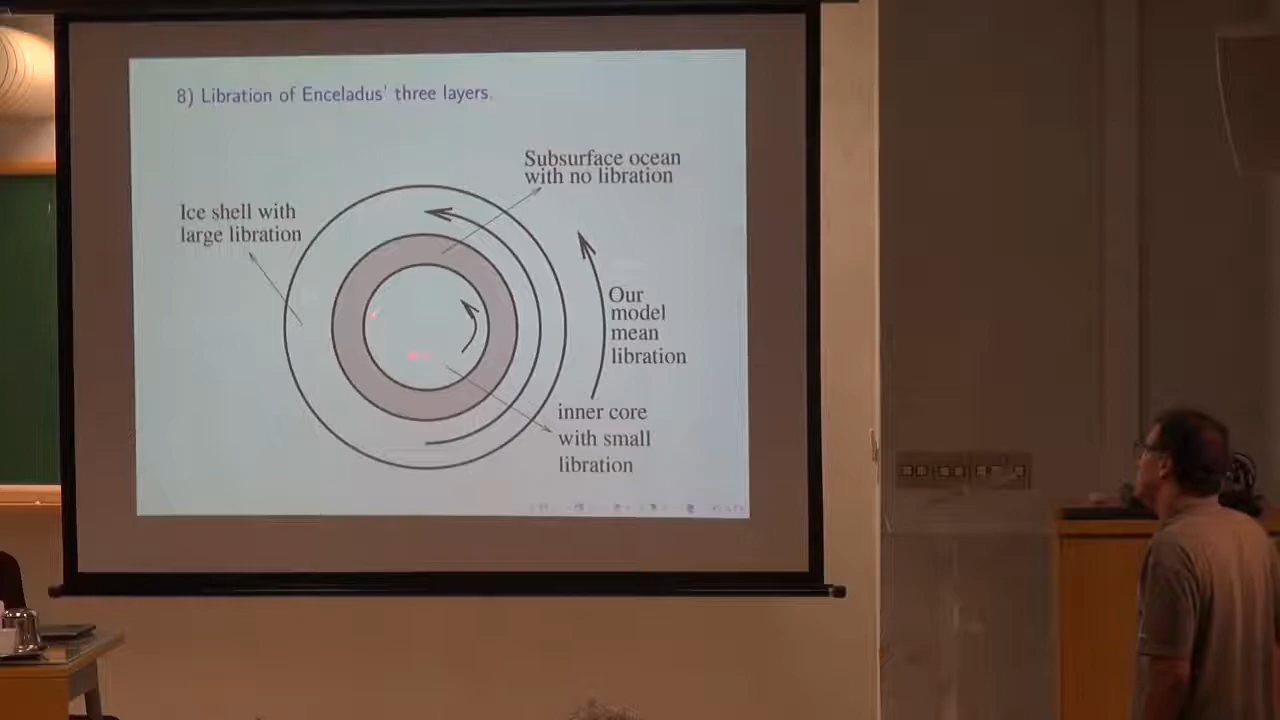 8) Libration of Enceladus' three layers.
Subsurface ocean
with no libration
Ice shell with
large libration
Our
model
mean
libration
inner core
with small
libration